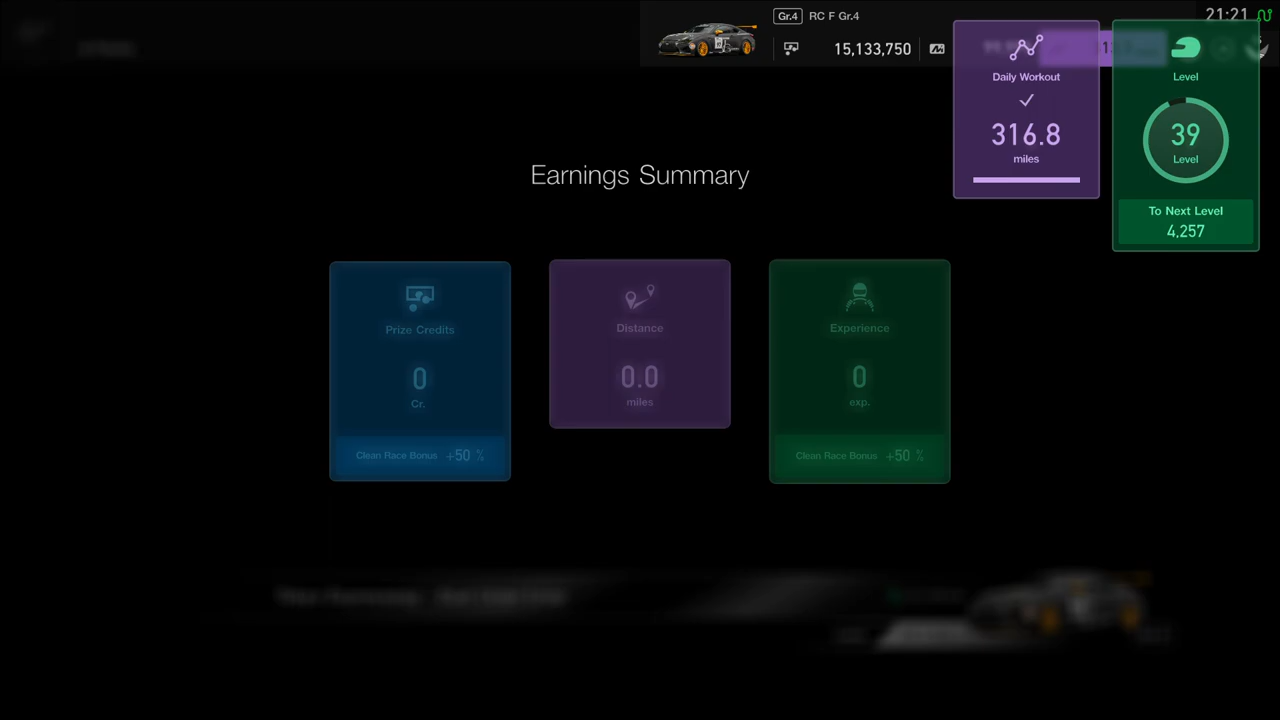 Gr.4 RC F Gr.4
21:21
15,133,750
Daily Workout
316.8
miles
Level
39
Level
To Next Level
4,257
Earnings Summary
Prize Credits
0
Cr.
Clean Race Bonus +50 %
Distance
0.0
miles
Experience
0
exp.
Clean Race Bonus +50 %